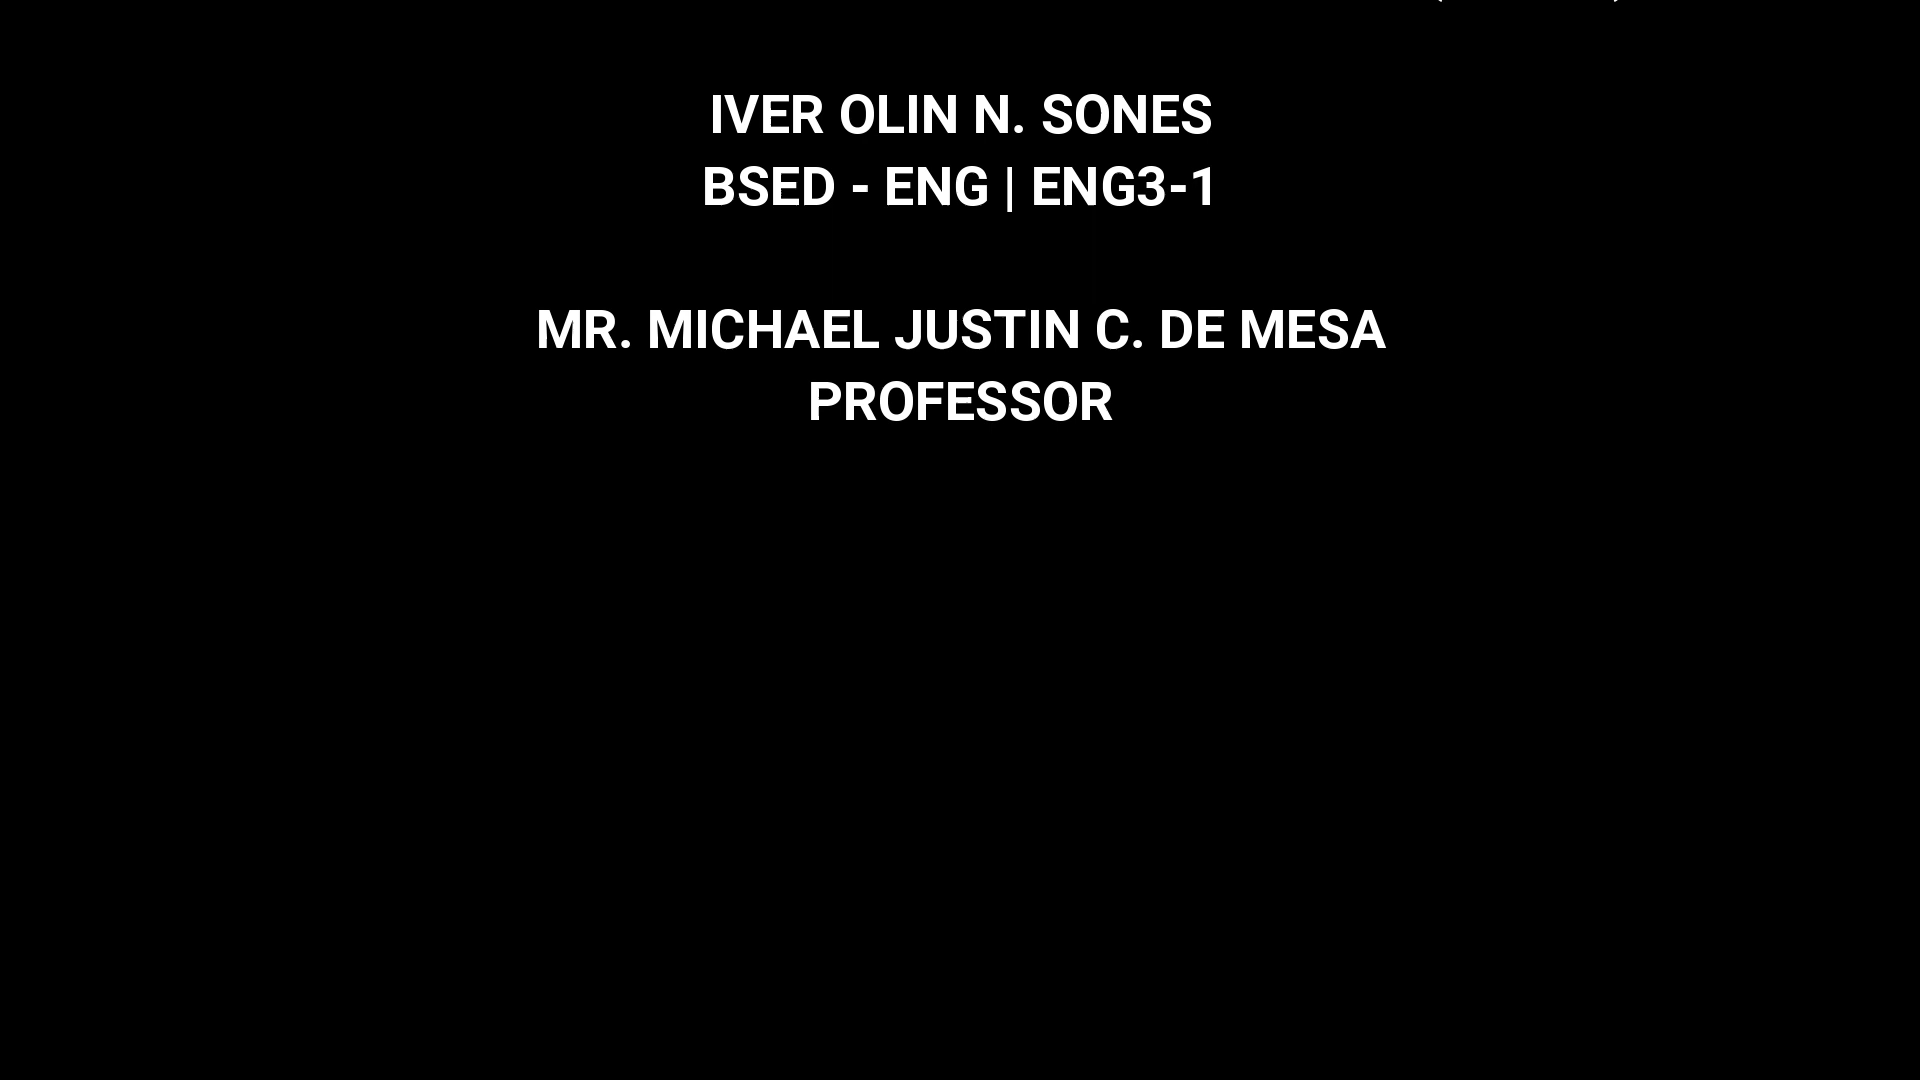 IVER OLIN N. SONES
BSED - ENG | ENG3-1
MR. MICHAEL JUSTIN C. DE MESA
PROFESSOR